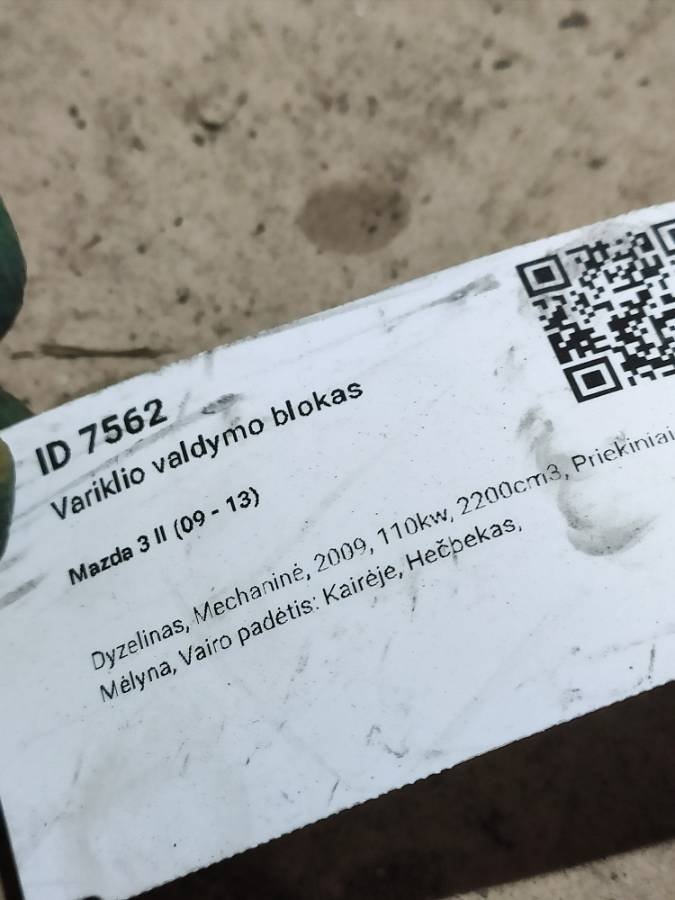 ID 7562
Variklio valdymo blokas
Mazda 3 II (09 - 13)
Dyzelinas, Mechaninė, 2009, 110kw, 2200cm3, Priekiniai
Mėlyna, Vairo padėtis: Kairėje, Hečbekas,